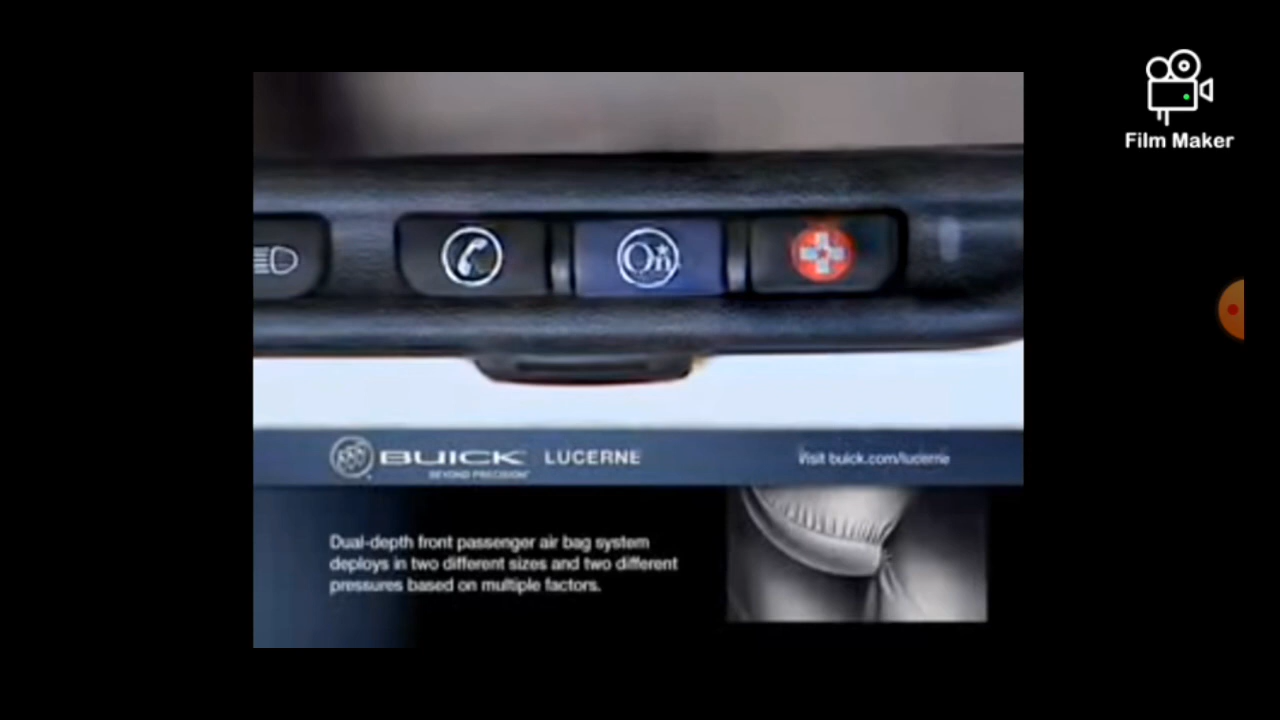 Film Maker
On
BUICK LUCERNE
BEYOND PRECISION
Visit buick.com/lucerne
Dual-depth front passenger air bag system
deploys in two different sizes and two different
pressures based on multiple factors.